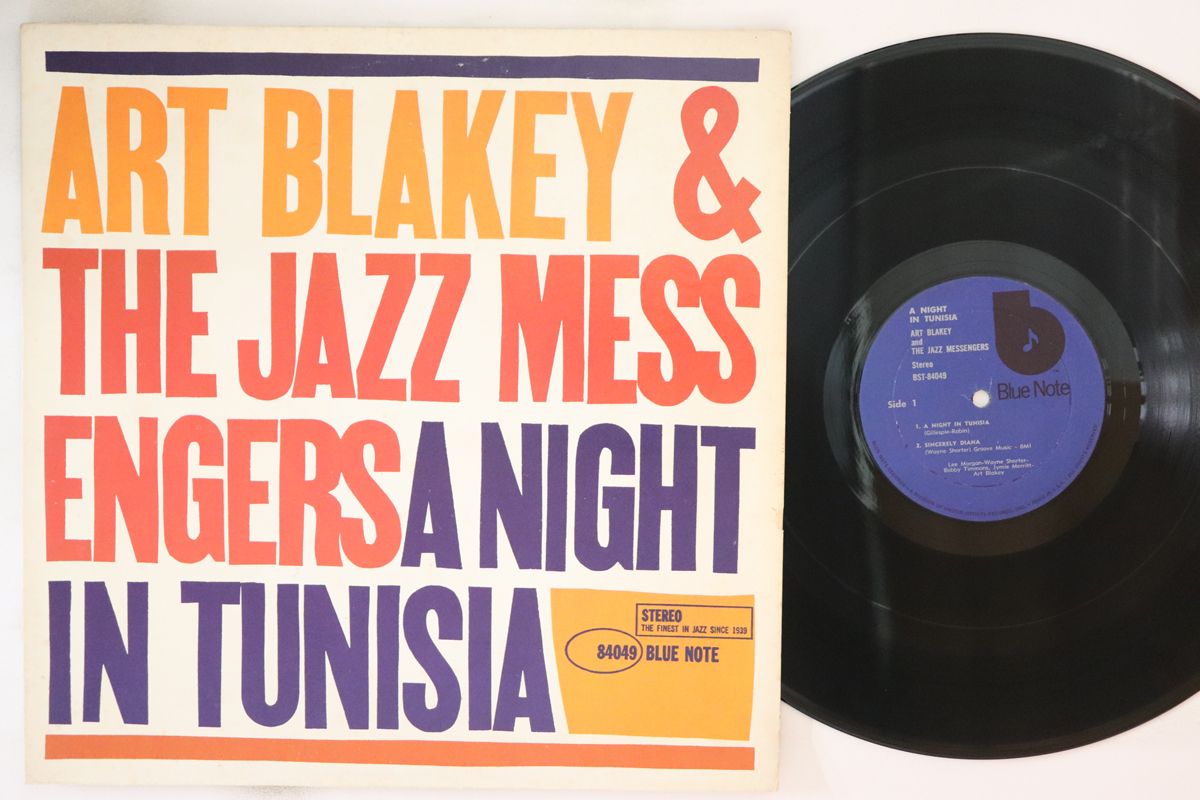 ART BLAKEY &
THE JAZZ MESS
ENGERS A NIGHT
IN TUNISIA
STEREO
THE FINEST IN JAZZ SINCE 1939
84049 BLUE NOTE
A NIGHT
IN TUNISIA
ART BLAKEY
and
THE JAZZ MESSENGERS
Stereo
BST-84049
b
Blue Note
Side 1
1. A NIGHT IN TUNISIA
(Gillespie-Robin)
2. SINCERELY DIANA
(Wayne Shorter) Groove Music - BMI
Lee Morgan-Wayne Shorter-
Bobby Timmons, Jymie Merritt-
Art Blakey